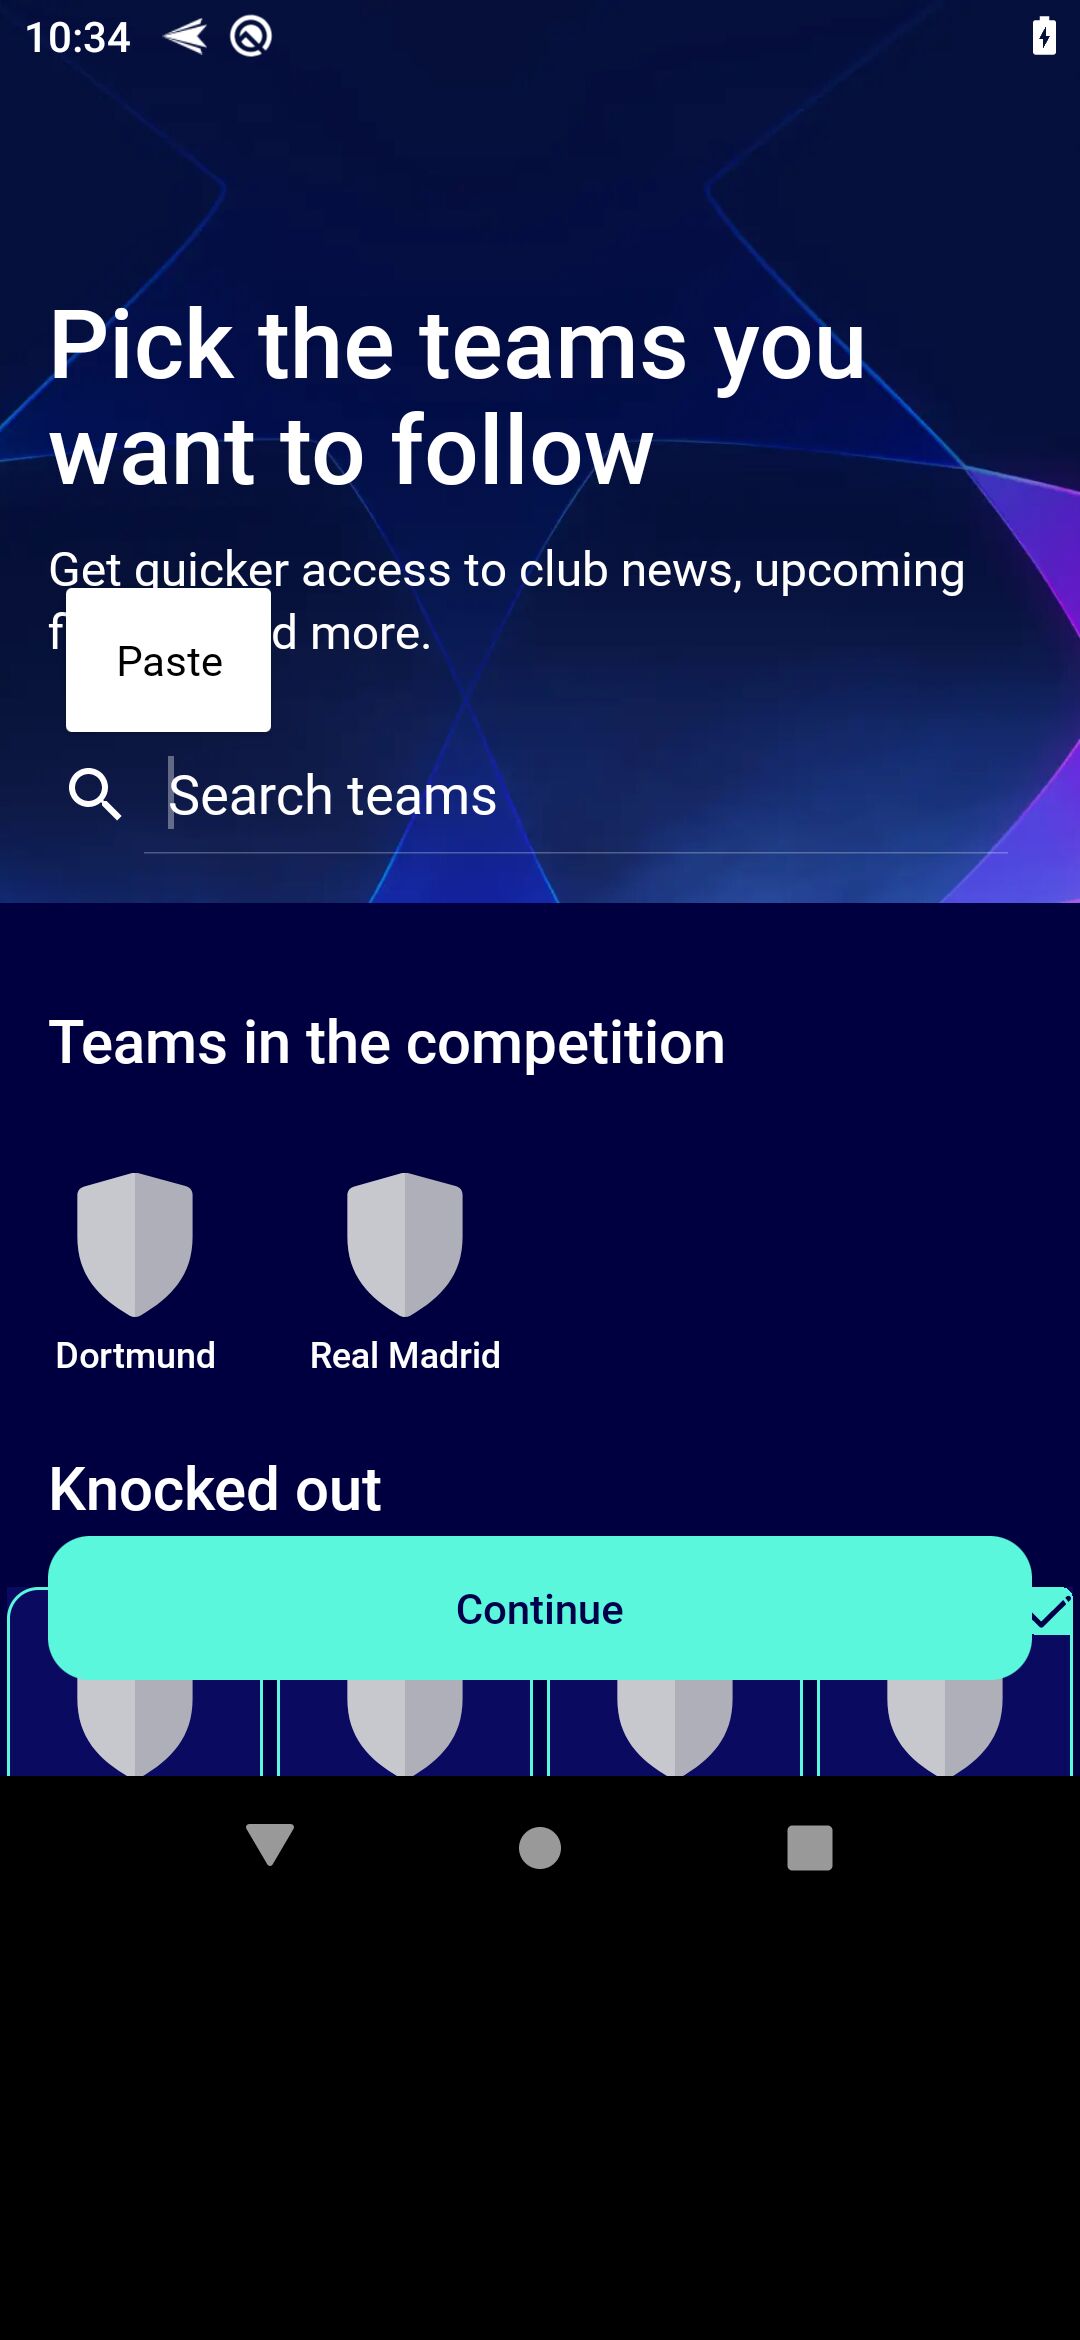 10:34
Pick the teams you
want to follow
Get quicker access to club news, upcoming
f d more.
Paste
Search teams
Teams in the competition
Dortmund
Real Madrid
Knocked out
Continue